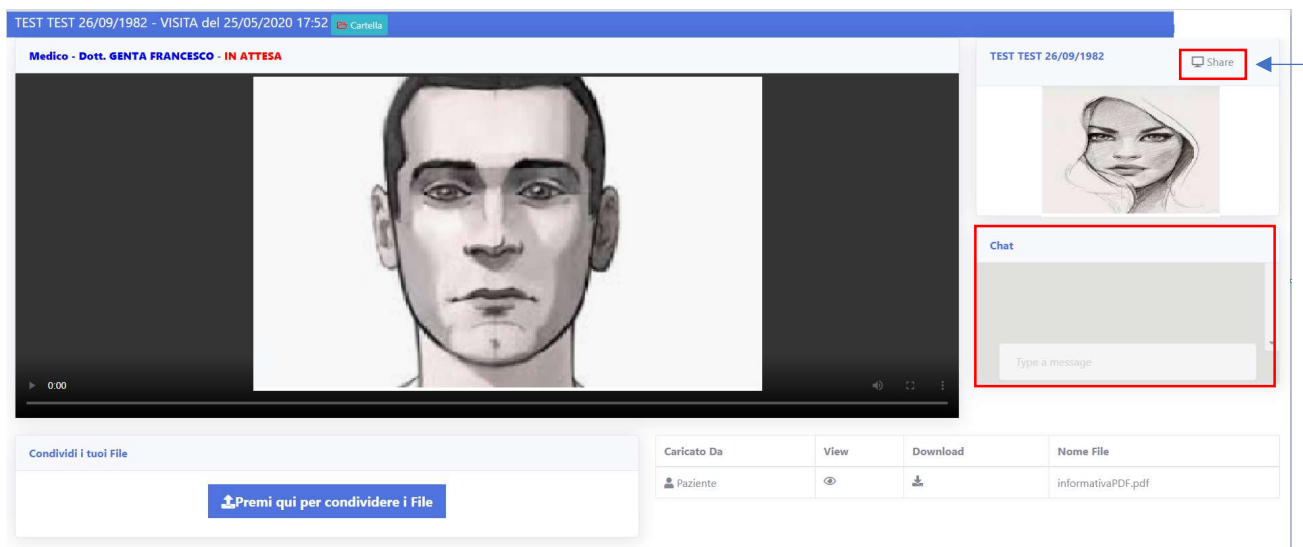 TEST TEST 26/09/1982 - VISITA del 25/05/2020 17:52 Cartella
Medico - Dott. GENTA FRANCESCO - IN ATTESA
TEST TEST 26/09/1982
Share
Chat
Type a message
0:00
Condividi i tuoi File
Premi qui per condividere i File
Caricato Da View Download Nome File
Paziente informativaPDF.pdf